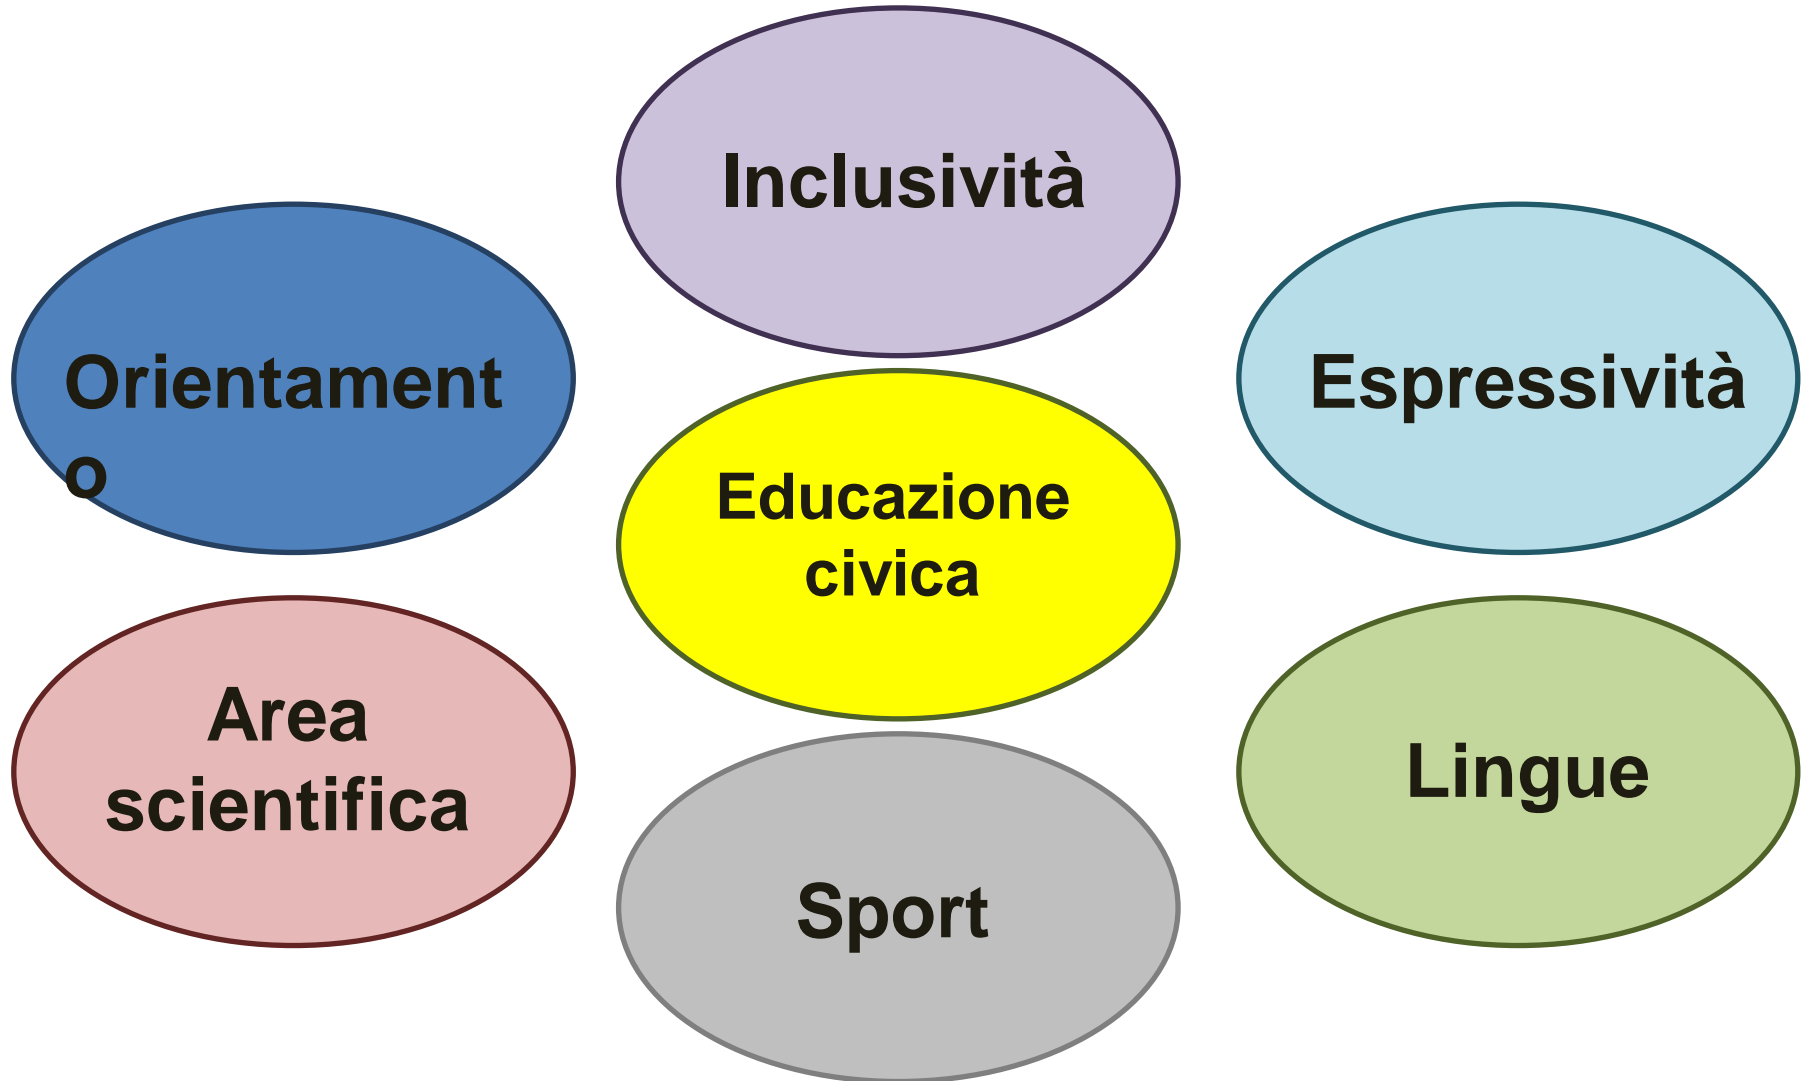 Inclusività
Orientament
o
Espressività
Educazione
civica
Area
scientifica
Lingue
Sport